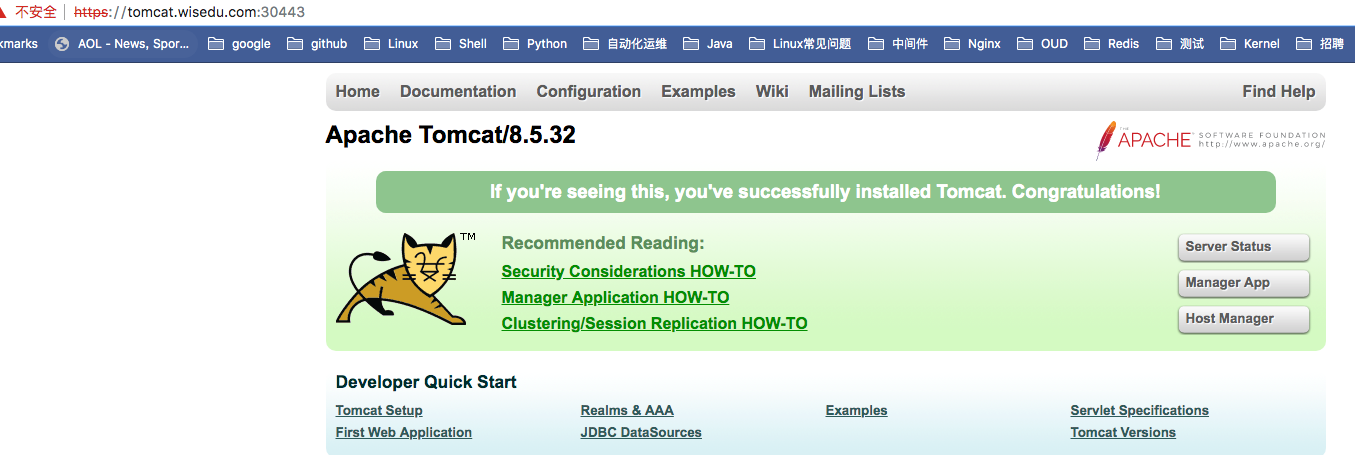 不安全 | https://tomcat.wisedu.com:30443
kmarks AOL - News, Spor... google github Linux Shell Python 自动化运维 Java Linux常见问题 中间件 Nginx OUD Redis 测试 Kernel 招聘
Home Documentation Configuration Examples Wiki Mailing Lists Find Help
Apache Tomcat/8.5.32
THE APACHE® SOFTWARE FOUNDATION
http://www.apache.org/
If you're seeing this, you've successfully installed Tomcat. Congratulations!
TM
Recommended Reading:
Security Considerations HOW-TO
Manager Application HOW-TO
Clustering/Session Replication HOW-TO
Server Status
Manager App
Host Manager
Developer Quick Start
Tomcat Setup Realms & AAA Examples Servlet Specifications
First Web Application JDBC DataSources Tomcat Versions